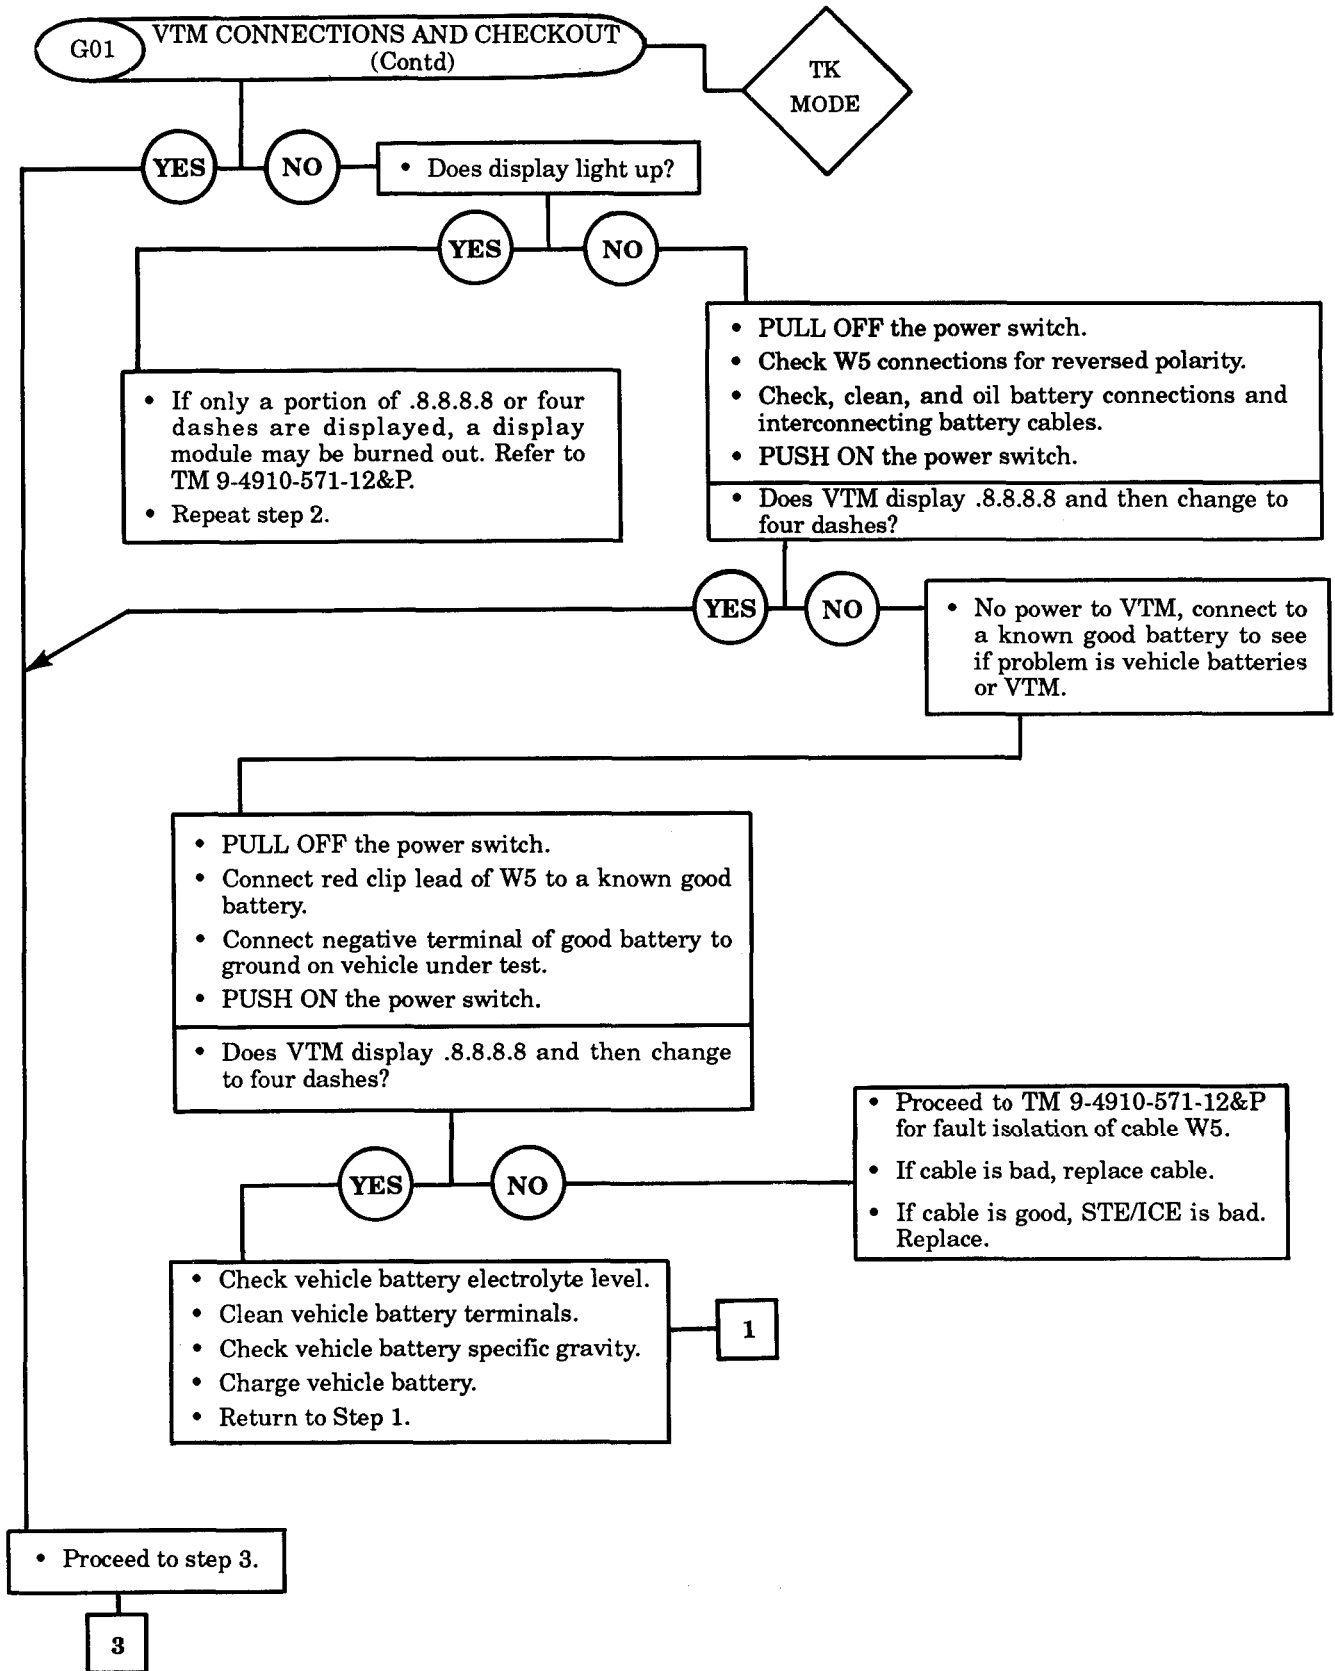 G01
VTM CONNECTIONS AND CHECKOUT
(Contd)
TK
MODE
YES
NO
• Does display light up?
YES
NO
• PULL OFF the power switch.
• Check W5 connections for reversed polarity.
• Check, clean, and oil battery connections and
interconnecting battery cables.
• PUSH ON the power switch.
• Does VTM display .8.8.8.8 and then change to
four dashes?
• If only a portion of .8.8.8.8 or four
dashes are displayed, a display
module may be burned out. Refer to
TM 9-4910-571-12&P.
• Repeat step 2.
YES
NO
• No power to VTM, connect to
a known good battery to see
if problem is vehicle batteries
or VTM.
• PULL OFF the power switch.
• Connect red clip lead of W5 to a known good
battery.
• Connect negative terminal of good battery to
ground on vehicle under test.
• PUSH ON the power switch.
• Does VTM display .8.8.8.8 and then change
to four dashes?
YES
NO
• Proceed to TM 9-4910-571-12&P
for fault isolation of cable W5.
• If cable is bad, replace cable.
• If cable is good, STE/ICE is bad.
Replace.
• Check vehicle battery electrolyte level.
• Clean vehicle battery terminals.
• Check vehicle battery specific gravity.
• Charge vehicle battery.
• Return to Step 1.
1
• Proceed to step 3.
3